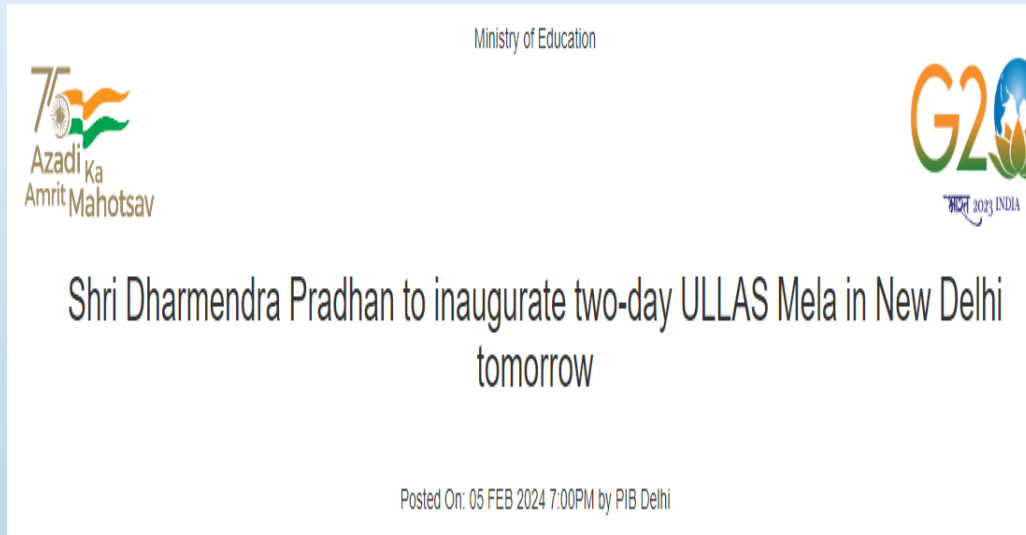 Ministry of Education
75
Azadi Ka
Amrit Mahotsav
G20
भारत 2023 INDIA
Shri Dharmendra Pradhan to inaugurate two-day ULLAS Mela in New Delhi
tomorrow
Posted On: 05 FEB 2024 7:00PM by PIB Delhi